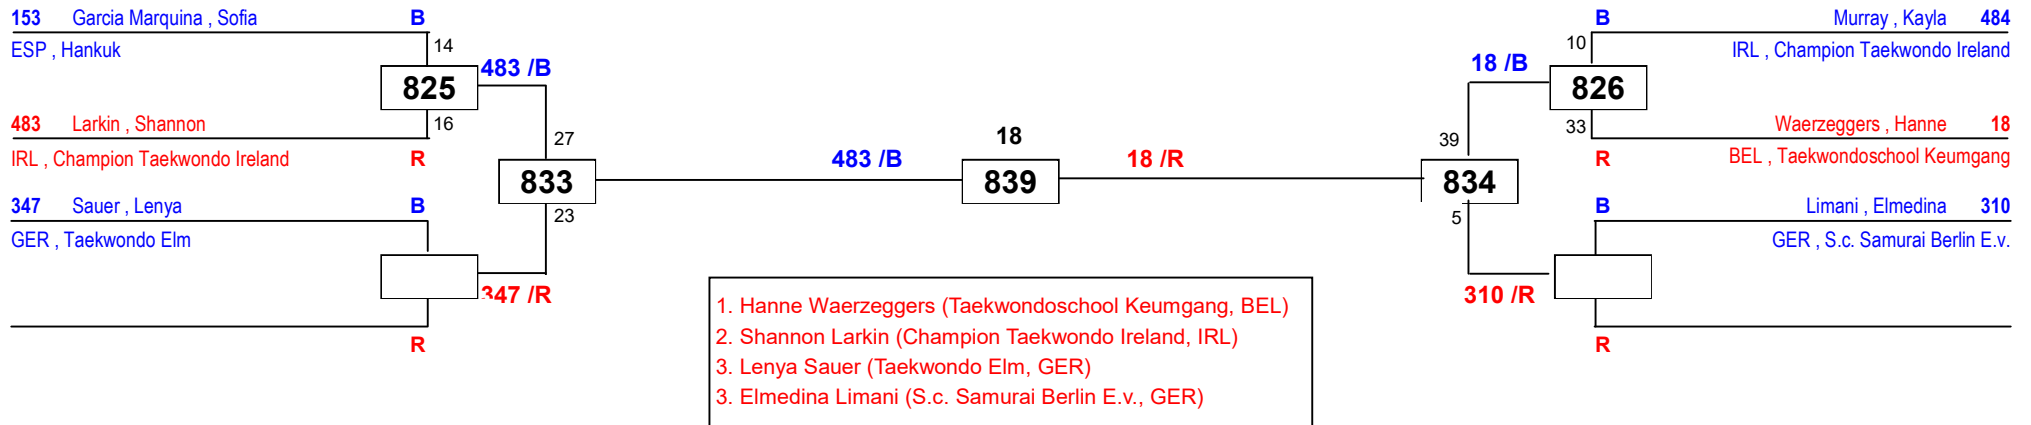 153 Garcia Marquina , Sofia B
ESP , Hankuk
14
825
483 /B
16
483 Larkin , Shannon
IRL , Champion Taekwondo Ireland R
347 Sauer , Lenya B
GER , Taekwondo Elm
347 /R
R
27
833
23
483 /B
18
839
18 /R
39
834
5
18 /B
310 /R
B Murray , Kayla 484
10
IRL , Champion Taekwondo Ireland
826
33
Waerzeggers , Hanne 18
R BEL , Taekwondoschool Keumgang
B Limani , Elmedina 310
GER , S.c. Samurai Berlin E.v.
R
1. Hanne Waerzeggers (Taekwondoschool Keumgang, BEL)
2. Shannon Larkin (Champion Taekwondo Ireland, IRL)
3. Lenya Sauer (Taekwondo Elm, GER)
3. Elmedina Limani (S.c. Samurai Berlin E.v., GER)